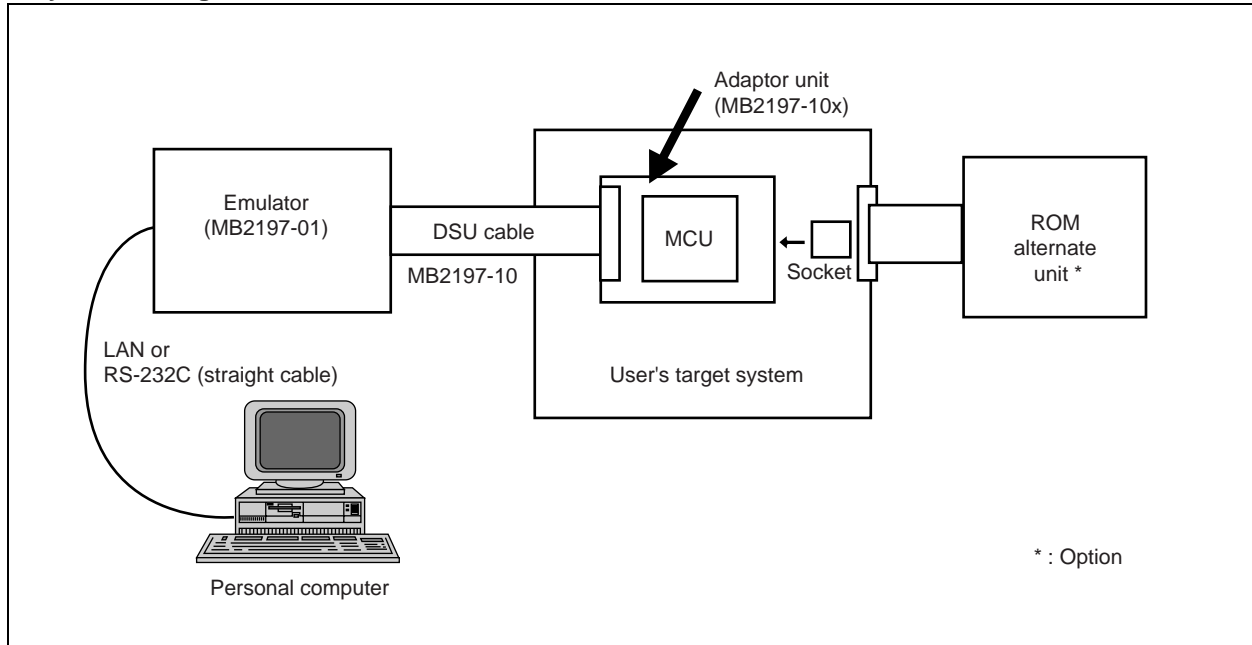 Adaptor unit
(MB2197-10x)
Emulator
(MB2197-01)
DSU cable
MB2197-10
MCU
Socket
ROM
alternate
unit *
LAN or
RS-232C (straight cable)
User's target system
Personal computer
* : Option